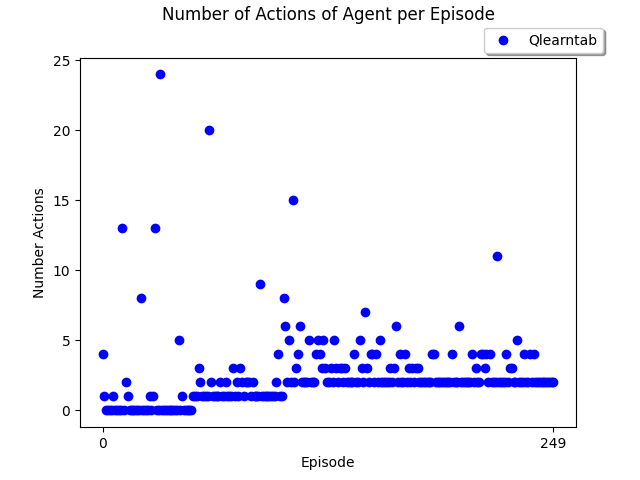 Number of Actions of Agent per Episode
Qlearntab
25
20
15
10
5
0
Number Actions
0 249
Episode